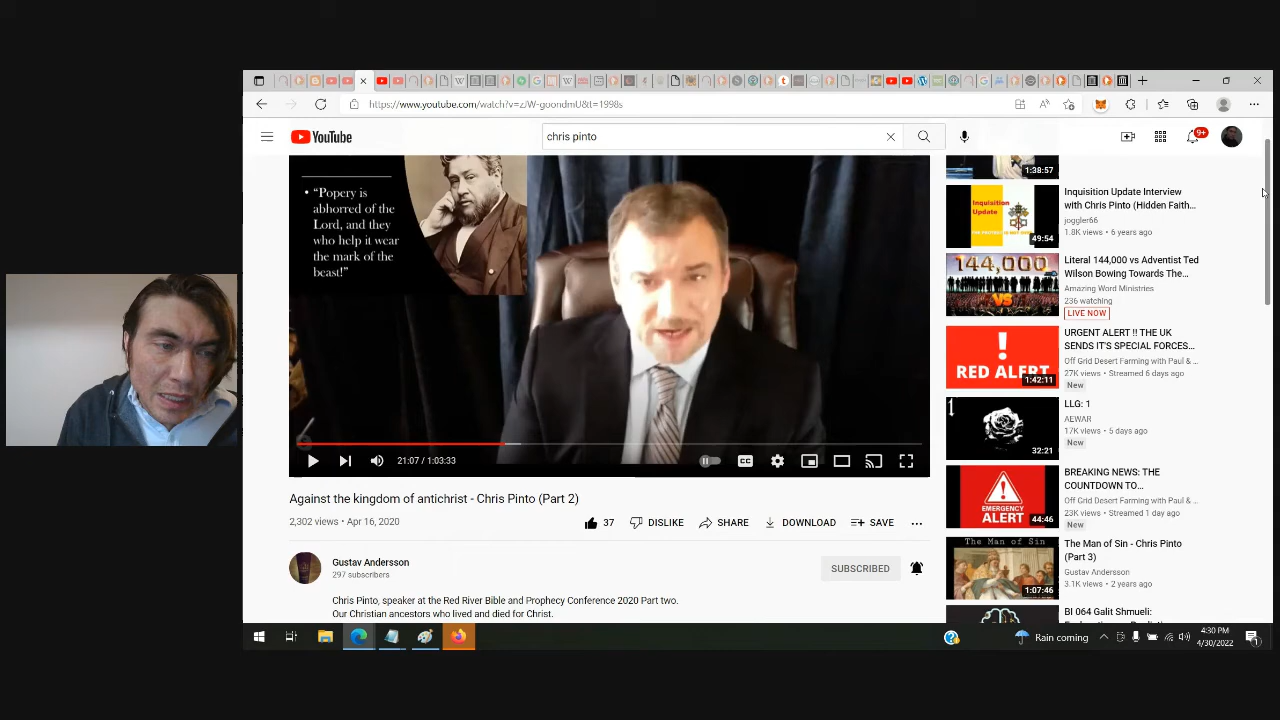 https://www.youtube.com/watch?v=z/W-goondmU&t=1998s
YouTube
chris pinto
9+
• “Popery is
abhorred of the
Lord, and they
who help it wear
the mark of the
beast!”
21:07 / 1:03:33
CC
Against the kingdom of antichrist - Chris Pinto (Part 2)
2,302 views • Apr 16, 2020
37
DISLIKE
SHARE
DOWNLOAD
SAVE
Gustav Andersson
297 subscribers
SUBSCRIBED
Chris Pinto, speaker at the Red River Bible and Prophecy Conference 2020 Part two.
Our Christian ancestors who lived and died for Christ.
1:38:57
Inquisition
Update
49:54
Inquisition Update Interview
with Chris Pinto (Hidden Faith...
joggler66
1.8K views • 6 years ago
144,000
VS
Literal 144,000 vs Adventist Ted
Wilson Bowing Towards The...
Amazing Word Ministries
236 watching
LIVE NOW
RED ALERT
1:42:11
URGENT ALERT !! THE UK
SENDS IT'S SPECIAL FORCES...
Off Grid Desert Farming with Paul & ...
27K views • Streamed 6 days ago
New
1
32:21
LLG: 1
AEWAR
17K views • 5 days ago
New
EMERGENCY
ALERT
44:46
BREAKING NEWS: THE
COUNTDOWN TO...
Off Grid Desert Farming with Paul & ...
23K views • Streamed 1 day ago
New
The Man of Sin
1:07:46
The Man of Sin - Chris Pinto
(Part 3)
Gustav Andersson
3.1K views • 2 years ago
BI 064 Galit Shmueli:
Rain coming
4:30 PM
4/30/2022